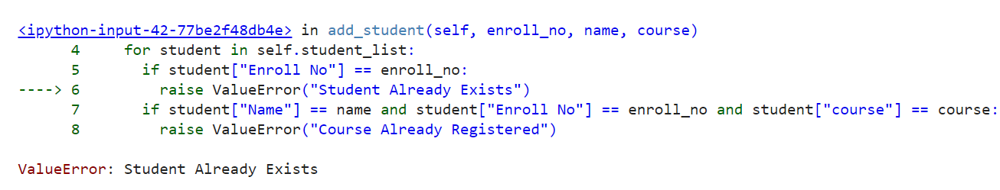 <ipython-input-42-77be2f48db4e> in add_student(self, enroll_no, name, course)
      4     for student in self.student_list:
      5       if student["Enroll No"] == enroll_no:
----> 6         raise ValueError("Student Already Exists")
      7       if student["Name"] == name and student["Enroll No"] == enroll_no and student["course"] == course:
      8         raise ValueError("Course Already Registered")
ValueError: Student Already Exists